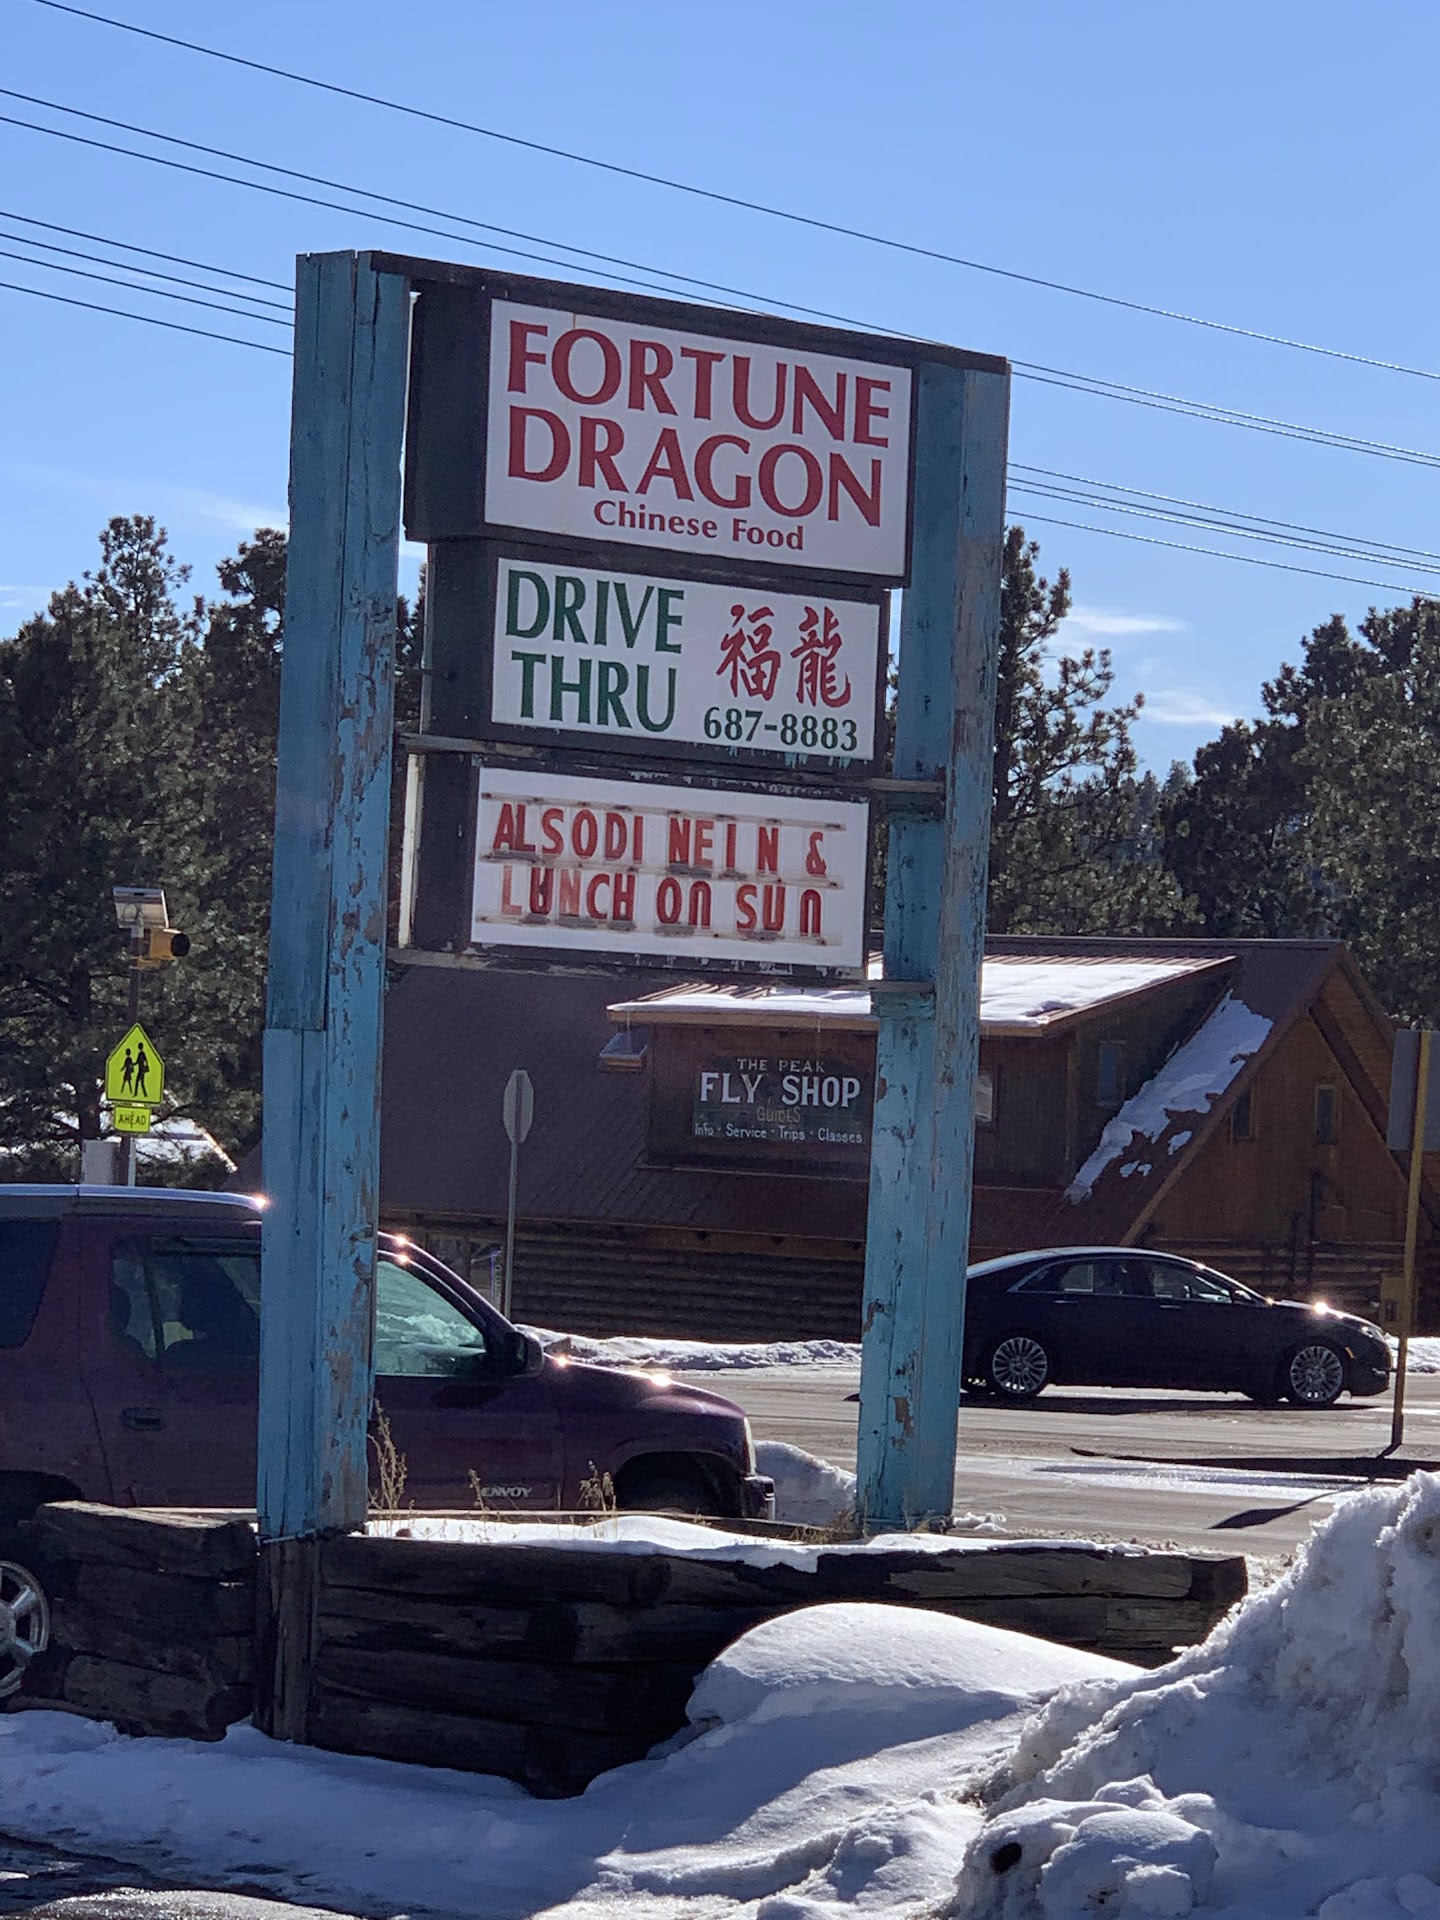 FORTUNE
DRAGON
Chinese Food
DRIVE
THRU
福龍
687-8883
ALSODI NEIN &
LUNCH ON SUN
THE PEAK
FLY SHOP
GUIDES
Info · Service · Trips · Classes
AHEAD
ENVOY